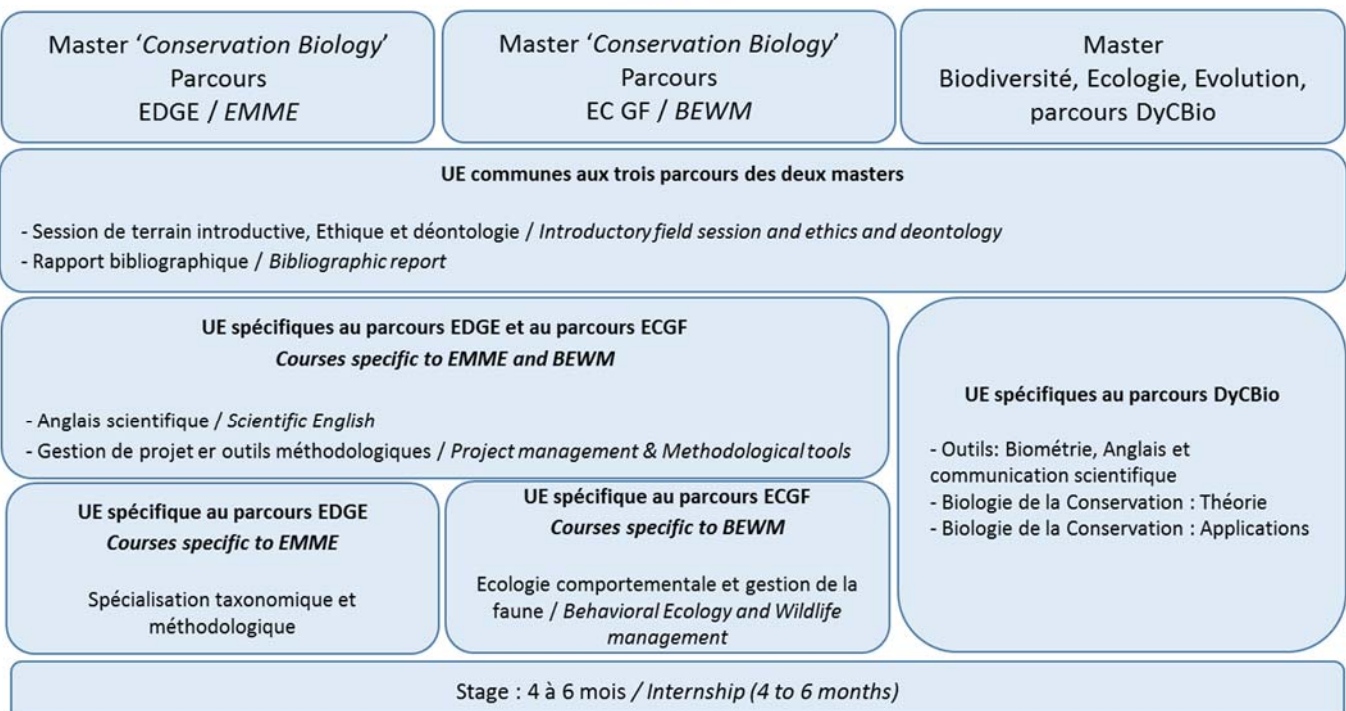 Master ‘Conservation Biology’
Parcours
EDGE / EMME
Master ‘Conservation Biology’
Parcours
EC GF / BEWM
Master
Biodiversité, Ecologie, Evolution,
parcours DyCBio
UE communes aux trois parcours des deux masters
- Session de terrain introductive, Ethique et déontologie / Introductory field session and ethics and deontology
- Rapport bibliographique / Bibliographic report
UE spécifiques au parcours EDGE et au parcours ECGF
Courses specific to EMME and BEWM
- Anglais scientifique / Scientific English
- Gestion de projet er outils méthodologiques / Project management & Methodological tools
UE spécifique au parcours EDGE
Courses specific to EMME
Spécialisation taxonomique et
méthodologique
UE spécifique au parcours ECGF
Courses specific to BEWM
Ecologie comportementale et gestion de la
faune / Behavioral Ecology and Wildlife
management
UE spécifiques au parcours DyCBio
- Outils: Biométrie, Anglais et
communication scientifique
- Biologie de la Conservation : Théorie
- Biologie de la Conservation : Applications
Stage : 4 à 6 mois / Internship (4 to 6 months)